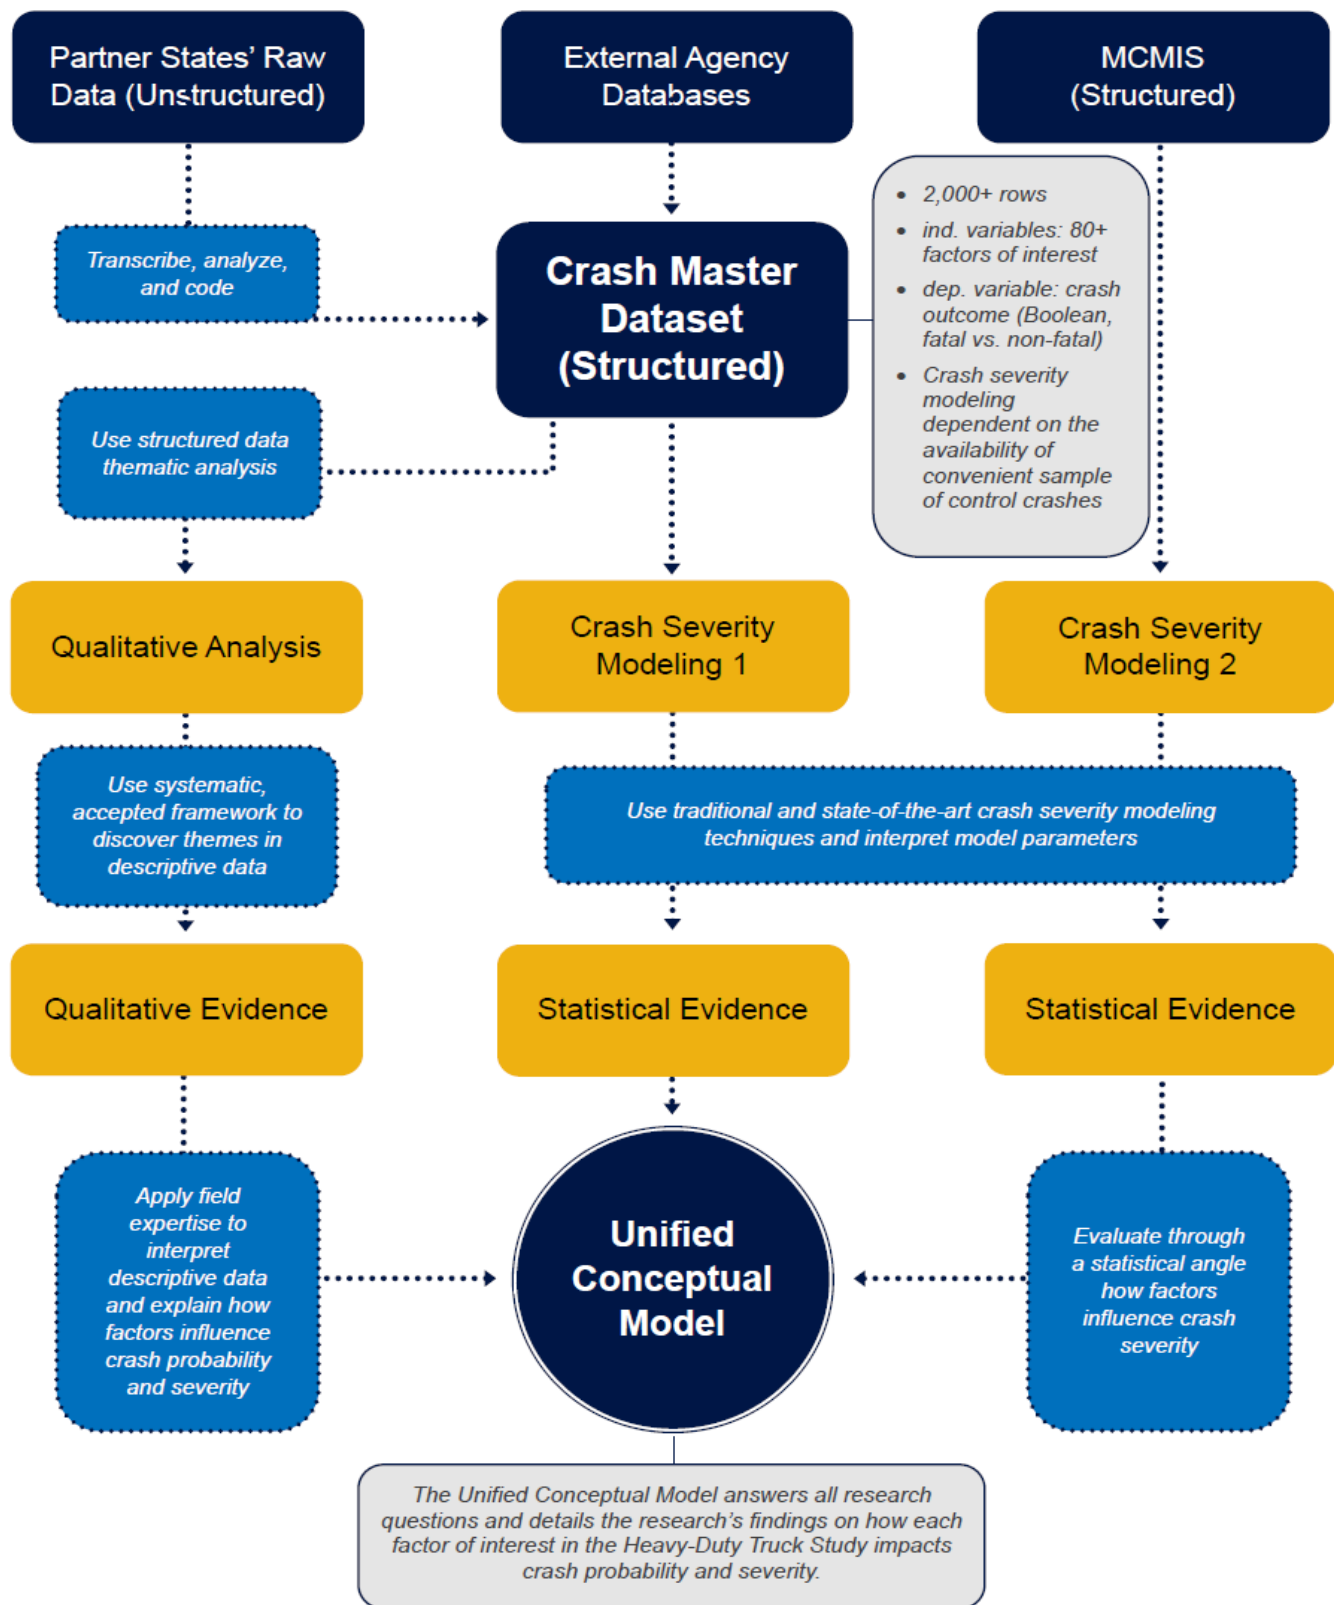 Partner States' Raw
Data (Unstructured)
External Agency
Databases
MCMIS
(Structured)
Transcribe, analyze,
and code
Crash Master
Dataset
(Structured)
• 2,000+ rows
• ind. variables: 80+
factors of interest
• dep. variable: crash
outcome (Boolean,
fatal vs. non-fatal)
• Crash severity
modeling
dependent on the
availability of
convenient sample
of control crashes
Use structured data
thematic analysis
Qualitative Analysis
Crash Severity
Modeling 1
Crash Severity
Modeling 2
Use systematic,
accepted framework to
discover themes in
descriptive data
Use traditional and state-of-the-art crash severity modeling
techniques and interpret model parameters
Qualitative Evidence
Statistical Evidence
Statistical Evidence
Apply field
expertise to
interpret
descriptive data
and explain how
factors influence
crash probability
and severity
Unified
Conceptual
Model
Evaluate through
a statistical angle
how factors
influence crash
severity
The Unified Conceptual Model answers all research
questions and details the research's findings on how each
factor of interest in the Heavy-Duty Truck Study impacts
crash probability and severity.